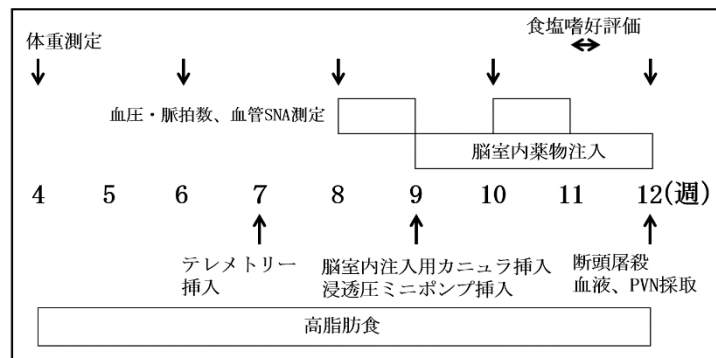 食塩嗜好評価
体重測定
血圧・脈拍数、血管SNA測定
脳室内薬物注入
4 5 6 7 8 9 10 11 12(週)
テレメトリー
挿入
脳室内注入用カニュラ挿入
浸透圧ミニポンプ挿入
断頭屠殺
血液、PVN採取
高脂肪食